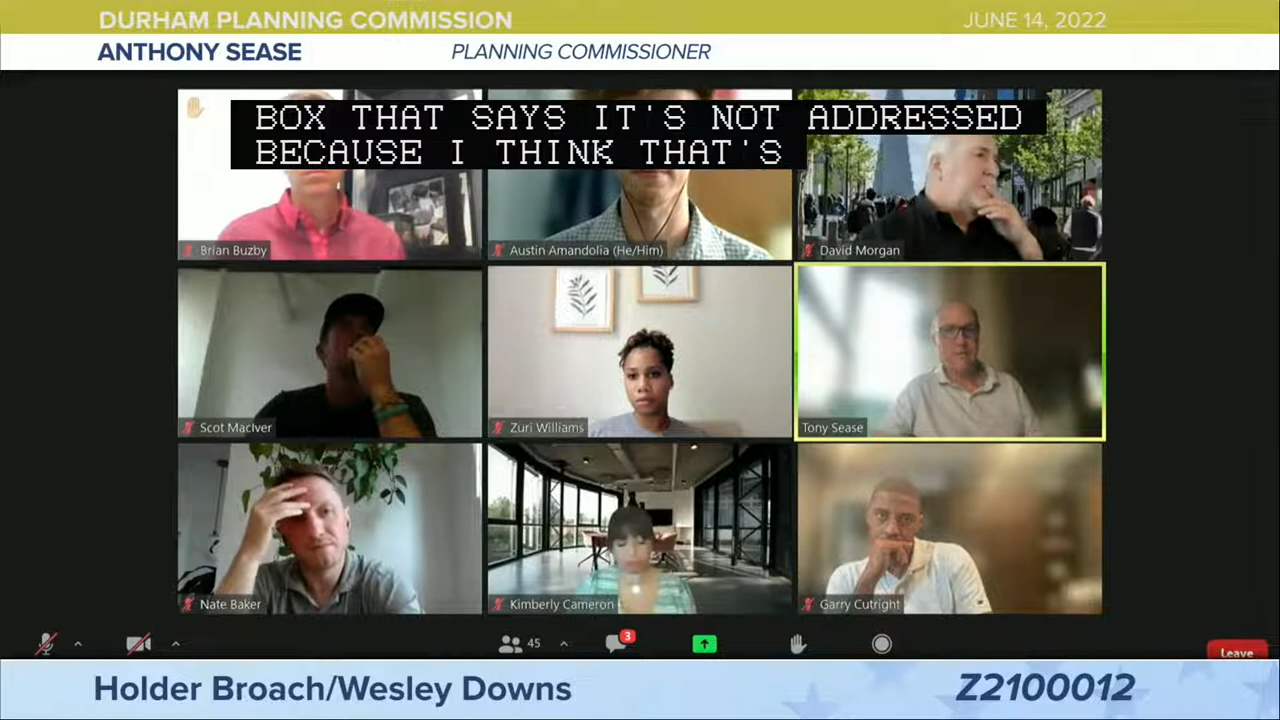 DURHAM PLANNING COMMISSION
JUNE 14, 2022
ANTHONY SEASE
PLANNING COMMISSIONER
BOX THAT SAYS IT'S NOT ADDRESSED
BECAUSE I THINK THAT'S
Brian Buzby
Austin Amandolia (He/Him)
David Morgan
Scot MacIver
Zuri Williams
Tony Sease
Nate Baker
Kimberly Cameron
Garry Cutright
45
3
Leave
Holder Broach/Wesley Downs
Z2100012